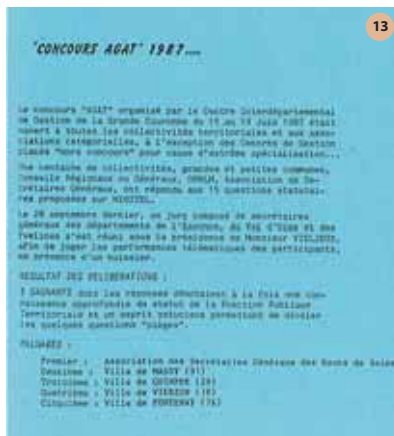 13
"CONCOURS AGAT" 1987....
Le concours "AGAT" organisé par le Centre Interdépartemental
de Gestion de la Grande Couronne du 15 au 19 Juin 1987 était
ouvert à toutes les collectivités territoriales et aux asso-
ciations catégorielles, à l'exception des Centres de Gestion
placés "hors concours" pour cause d'extrême spécialisation...
Une centaine de collectivités, grandes et petites communes,
Conseils Régionaux ou Généraux, Association de Se-
crétaires Généraux, ont répondu aux 15 questions statutai-
res proposées sur MINITEL.
Le 28 septembre dernier, un jury composé de secrétaires
généraux des départements de l'Essonne, du Val d'Oise et des
Yvelines s'est réuni sous la présidence de Monsieur
afin de juger les performances télématiques des participants,
en présence d'un huissier.
RESULTAT DES DELIBERATIONS :
5 GAGNANTS dont les réponses dénotaient à la fois une con-
naissance approfondie du statut de la Fonction Publique
Territoriale et un esprit astucieux permettant de
les quelques questions "pièges".
PALMARES :
Premier : Association des Secrétaires Généraux des Hauts de Seine
Deuxième : Ville de MASSY (91)
Troisième : Ville de QUIMPER (29)
Quatrième : Ville de VIERZON (18)
Cinquième : Ville de FONTENAY (76)